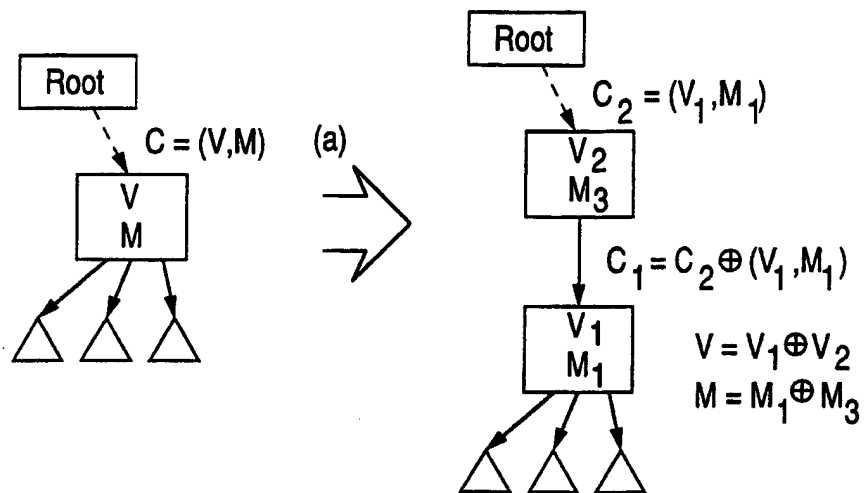 Root
C = (V,M)
V
M
(a)
Root
C₂ = (V₁,M₁)
V₂
M₃
C₁ = C₂ ⊕ (V₁,M₁)
V₁
M₁
V = V₁ ⊕ V₂
M = M₁ ⊕ M₃